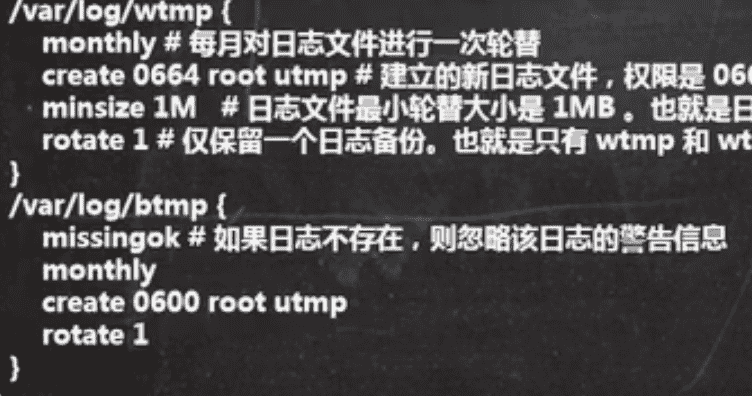 /var/log/wtmp {
monthly # 每月对日志文件进行一次轮替
create 0664 root utmp # 建立的新日志文件，权限是 06
minsize 1M # 日志文件最小轮替大小是 1MB 。也就是日
rotate 1 # 仅保留一个日志备份。也就是只有 wtmp 和 wt
}
/var/log/btmp {
missingok # 如果日志不存在，则忽略该日志的警告信息
monthly
create 0600 root utmp
rotate 1
}